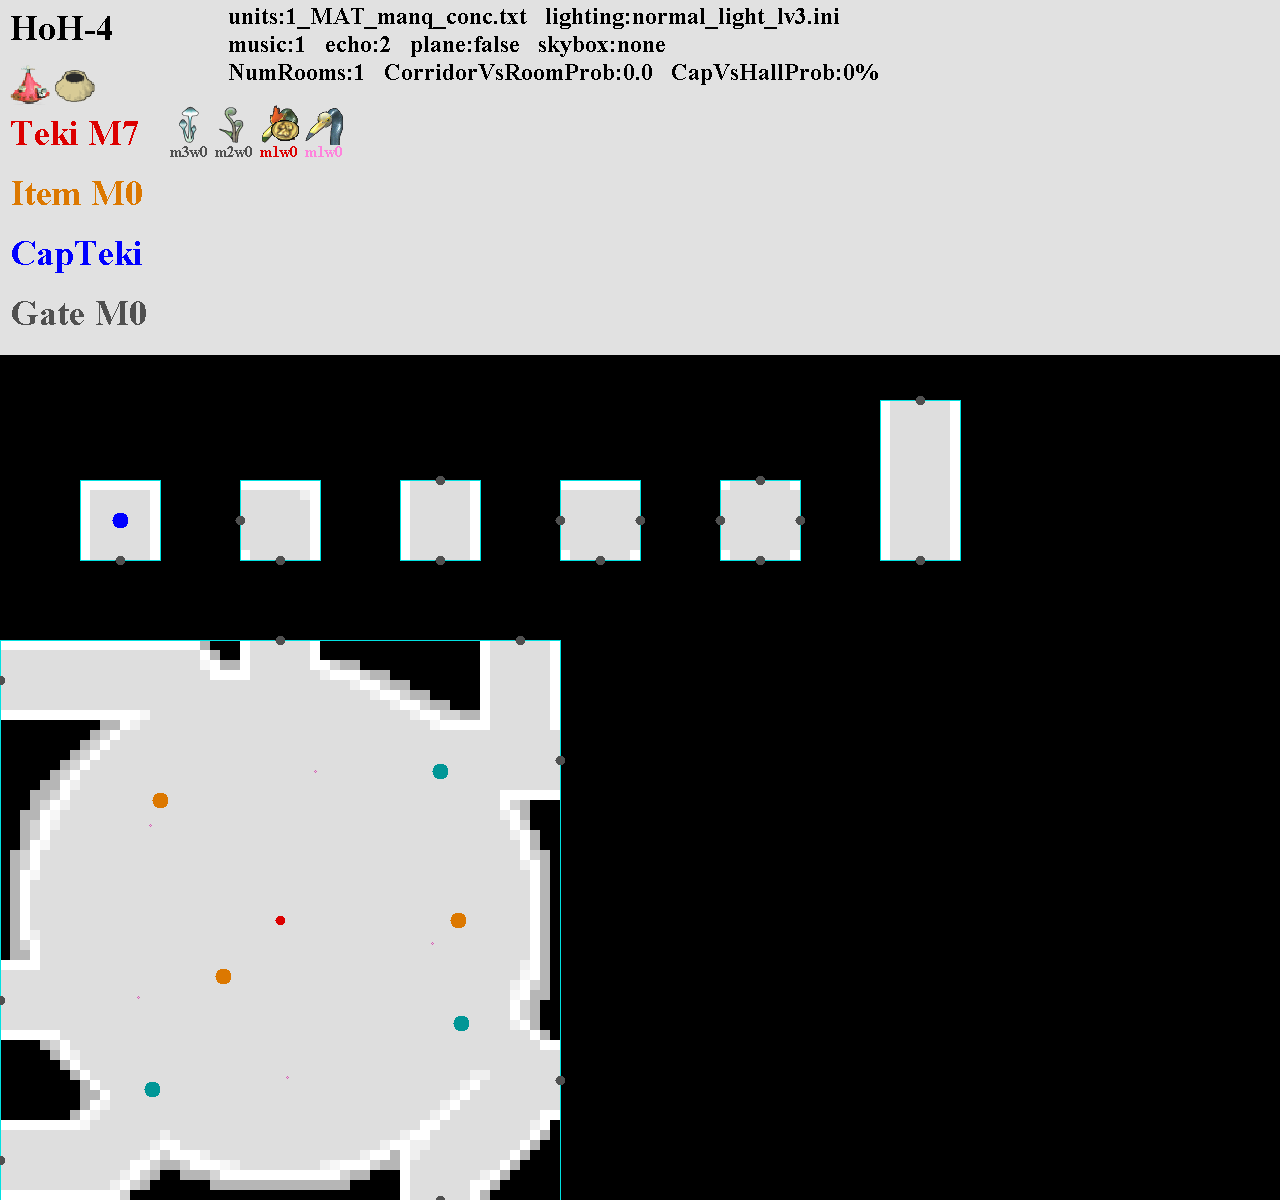 HoH-4
units:1_MAT_manq_conc.txt lighting:normal_light_lv3.ini
music:1 echo:2 plane:false skybox:none
NumRooms:1 CorridorVsRoomProb:0.0 CapVsHallProb:0%
Teki M7
m3w0 m2w0 m1w0 m1w0
Item M0
CapTeki
Gate M0